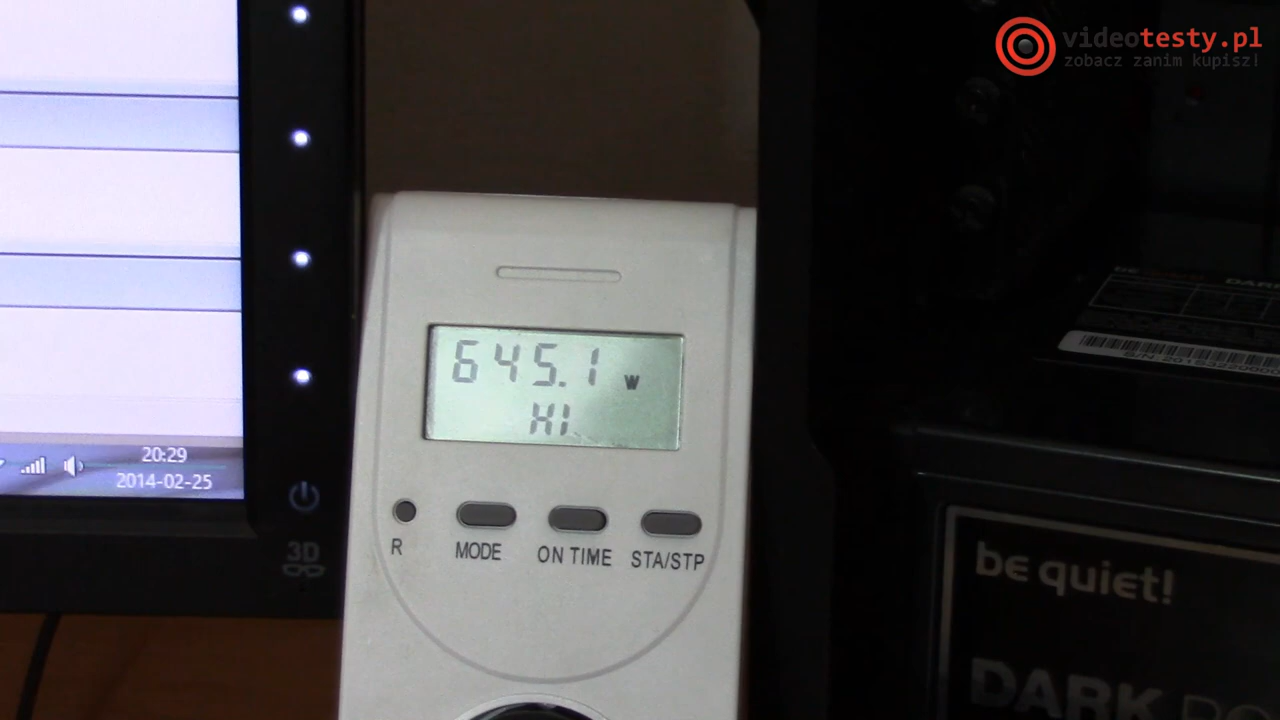 videotesty.pl
zobacz zanim kupisz!
645.1 W
HI
20:29
2014-02-25
R
MODE
ON TIME
STA/STP
3D
be quiet!
DARK